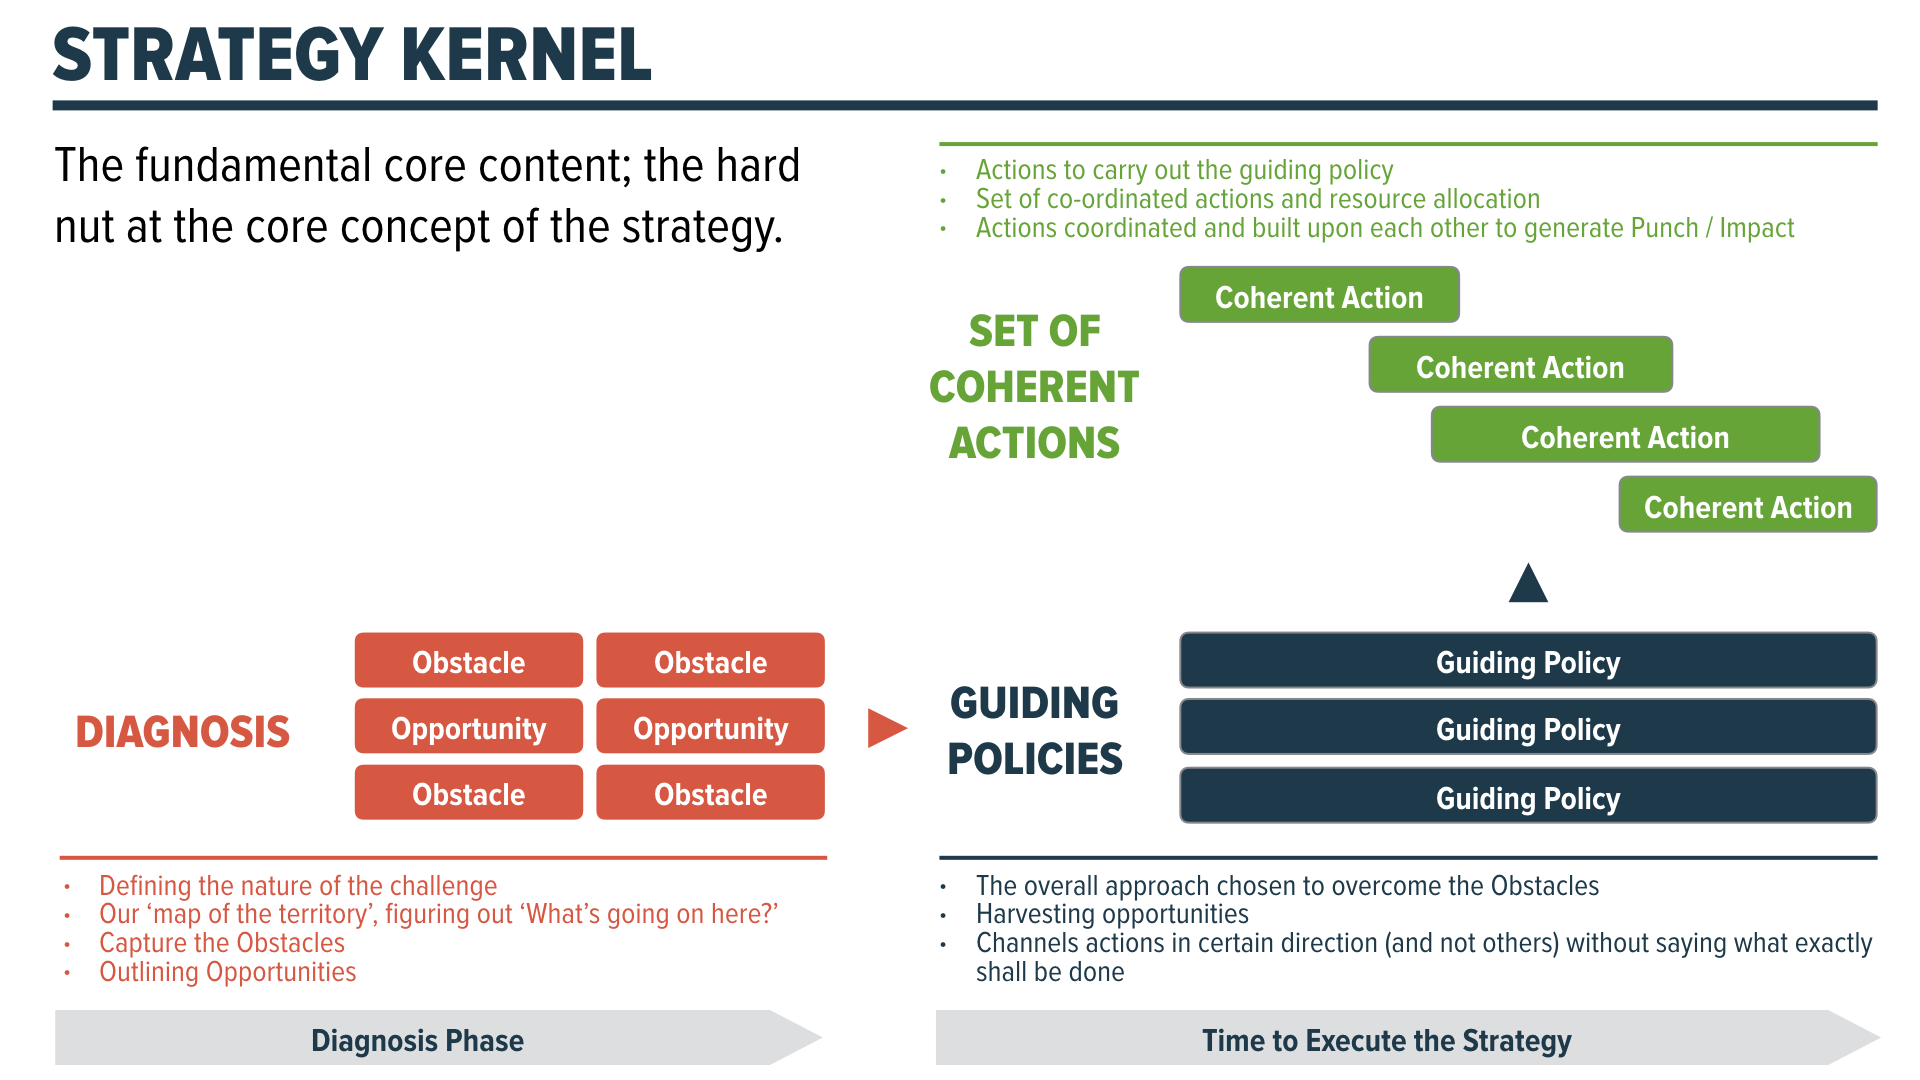 STRATEGY KERNEL
The fundamental core content; the hard
nut at the core concept of the strategy.
• Actions to carry out the guiding policy
• Set of co-ordinated actions and resource allocation
• Actions coordinated and built upon each other to generate Punch / Impact
SET OF
COHERENT
ACTIONS
Coherent Action
Coherent Action
Coherent Action
Coherent Action
DIAGNOSIS
Obstacle Obstacle
Opportunity Opportunity
Obstacle Obstacle
GUIDING
POLICIES
Guiding Policy
Guiding Policy
Guiding Policy
• Defining the nature of the challenge
• Our ‘map of the territory’, figuring out ‘What’s going on here?’
• Capture the Obstacles
• Outlining Opportunities
• The overall approach chosen to overcome the Obstacles
• Harvesting opportunities
• Channels actions in certain direction (and not others) without saying what exactly
shall be done
Diagnosis Phase
Time to Execute the Strategy